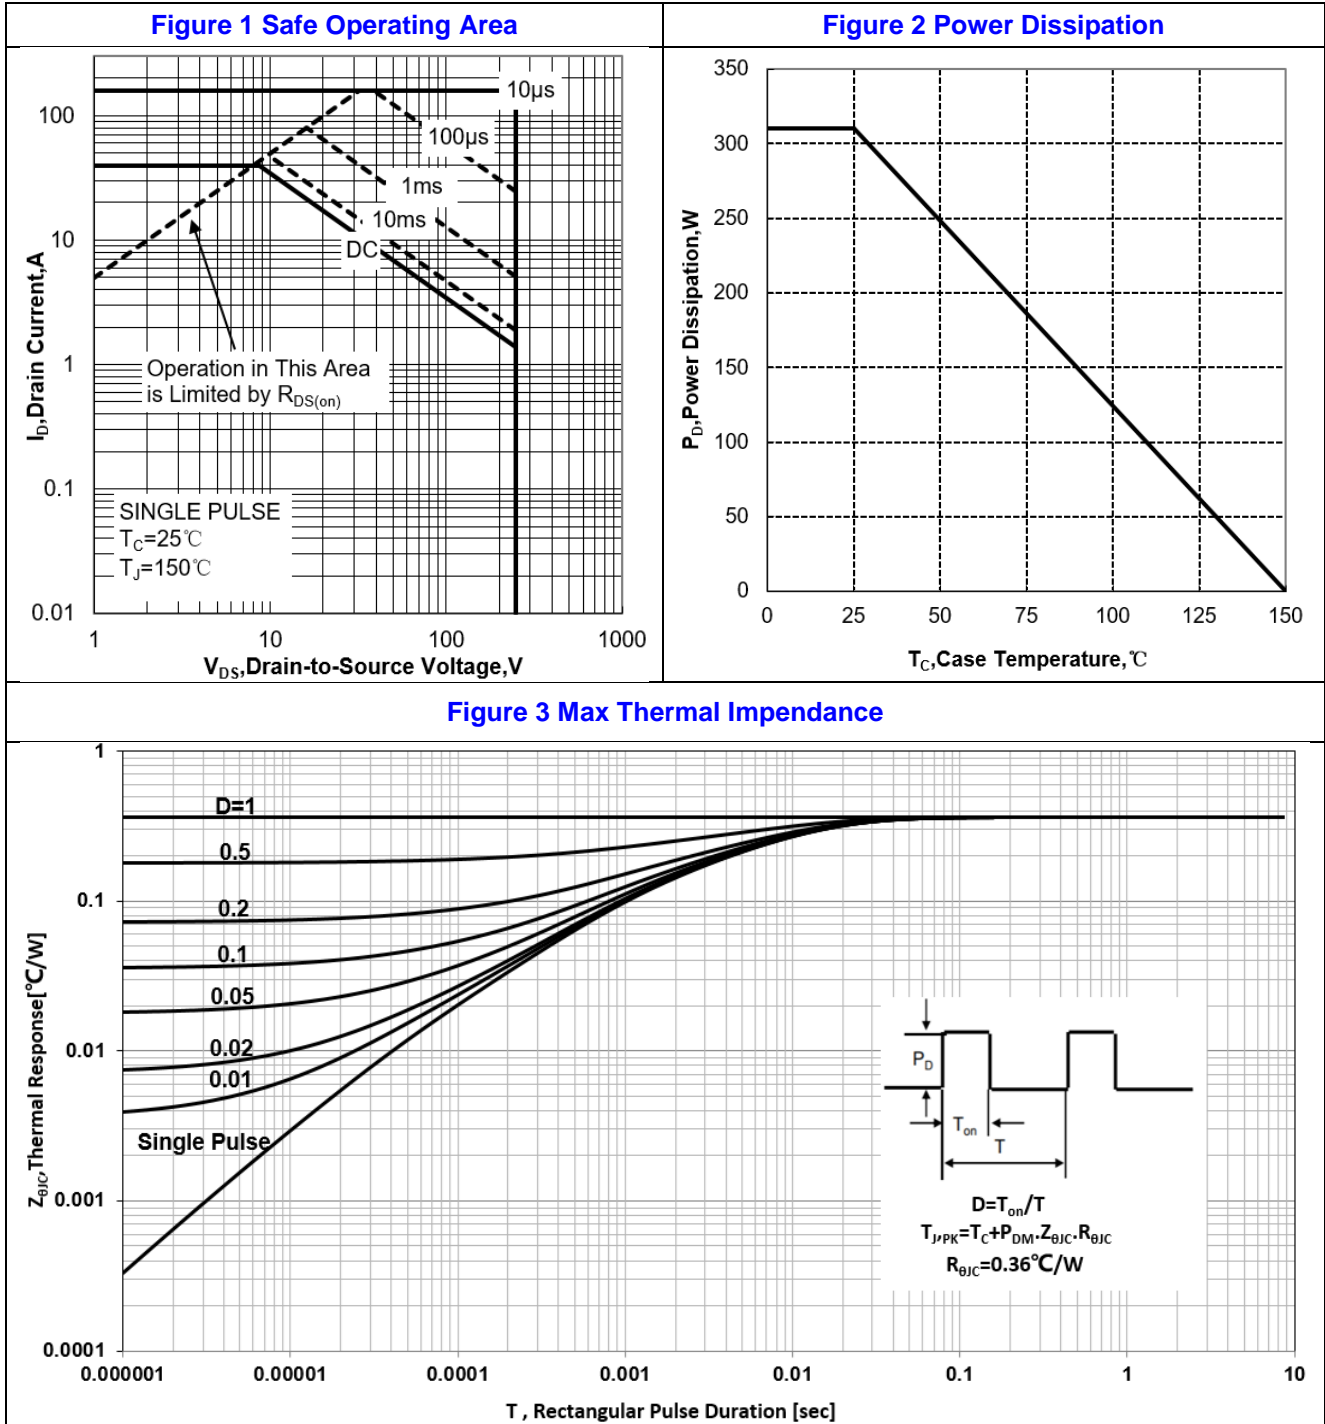 Figure 1 Safe Operating Area
100
10
1
0.1
0.01
1
10
100
1000
10μs
100μs
1ms
10ms
DC
Operation in This Area
is Limited by RDS(on)
SINGLE PULSE
TC=25℃
TJ=150℃
ID,Drain Current,A
VDS,Drain-to-Source Voltage,V
Figure 2 Power Dissipation
350
300
250
200
150
100
50
0
0
25
50
75
100
125
150
PD,Power Dissipation,W
TC,Case Temperature,℃
Figure 3 Max Thermal Impendance
1
0.1
0.01
0.001
0.0001
D=1
0.5
0.2
0.1
0.05
0.02
0.01
Single Pulse
PD
Ton
T
D=Ton/T
TJ,PK=TC+PDM.ZθJC.RθJC
RθJC=0.36℃/W
0.000001
0.00001
0.0001
0.001
0.01
0.1
1
10
ZθJC,Thermal Response[℃/W]
T , Rectangular Pulse Duration [sec]